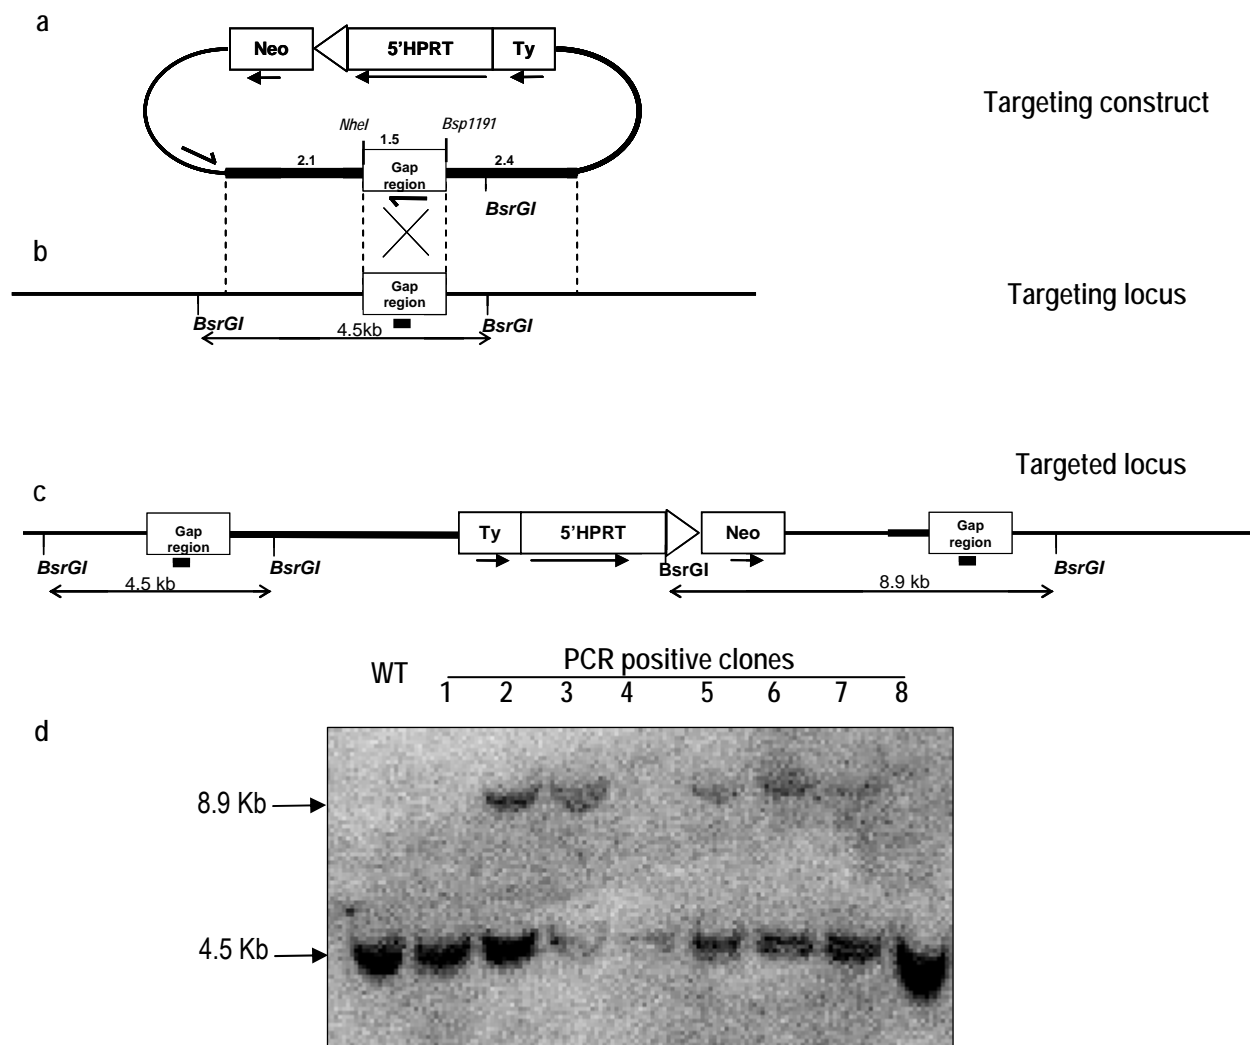 a
Neo 5'HPRT Ty
Targeting construct
NheI Bsp1191
1.5
2.1 Gap region 2.4
BsrGI
b
Gap region
Targeting locus
BsrGI BsrGI
4.5kb
Targeted locus
c
Gap region Ty 5'HPRT Neo Gap region
BsrGI BsrGI BsrGI BsrGI
4.5 kb 8.9 kb
WT PCR positive clones
1 2 3 4 5 6 7 8
d
8.9 Kb
4.5 Kb